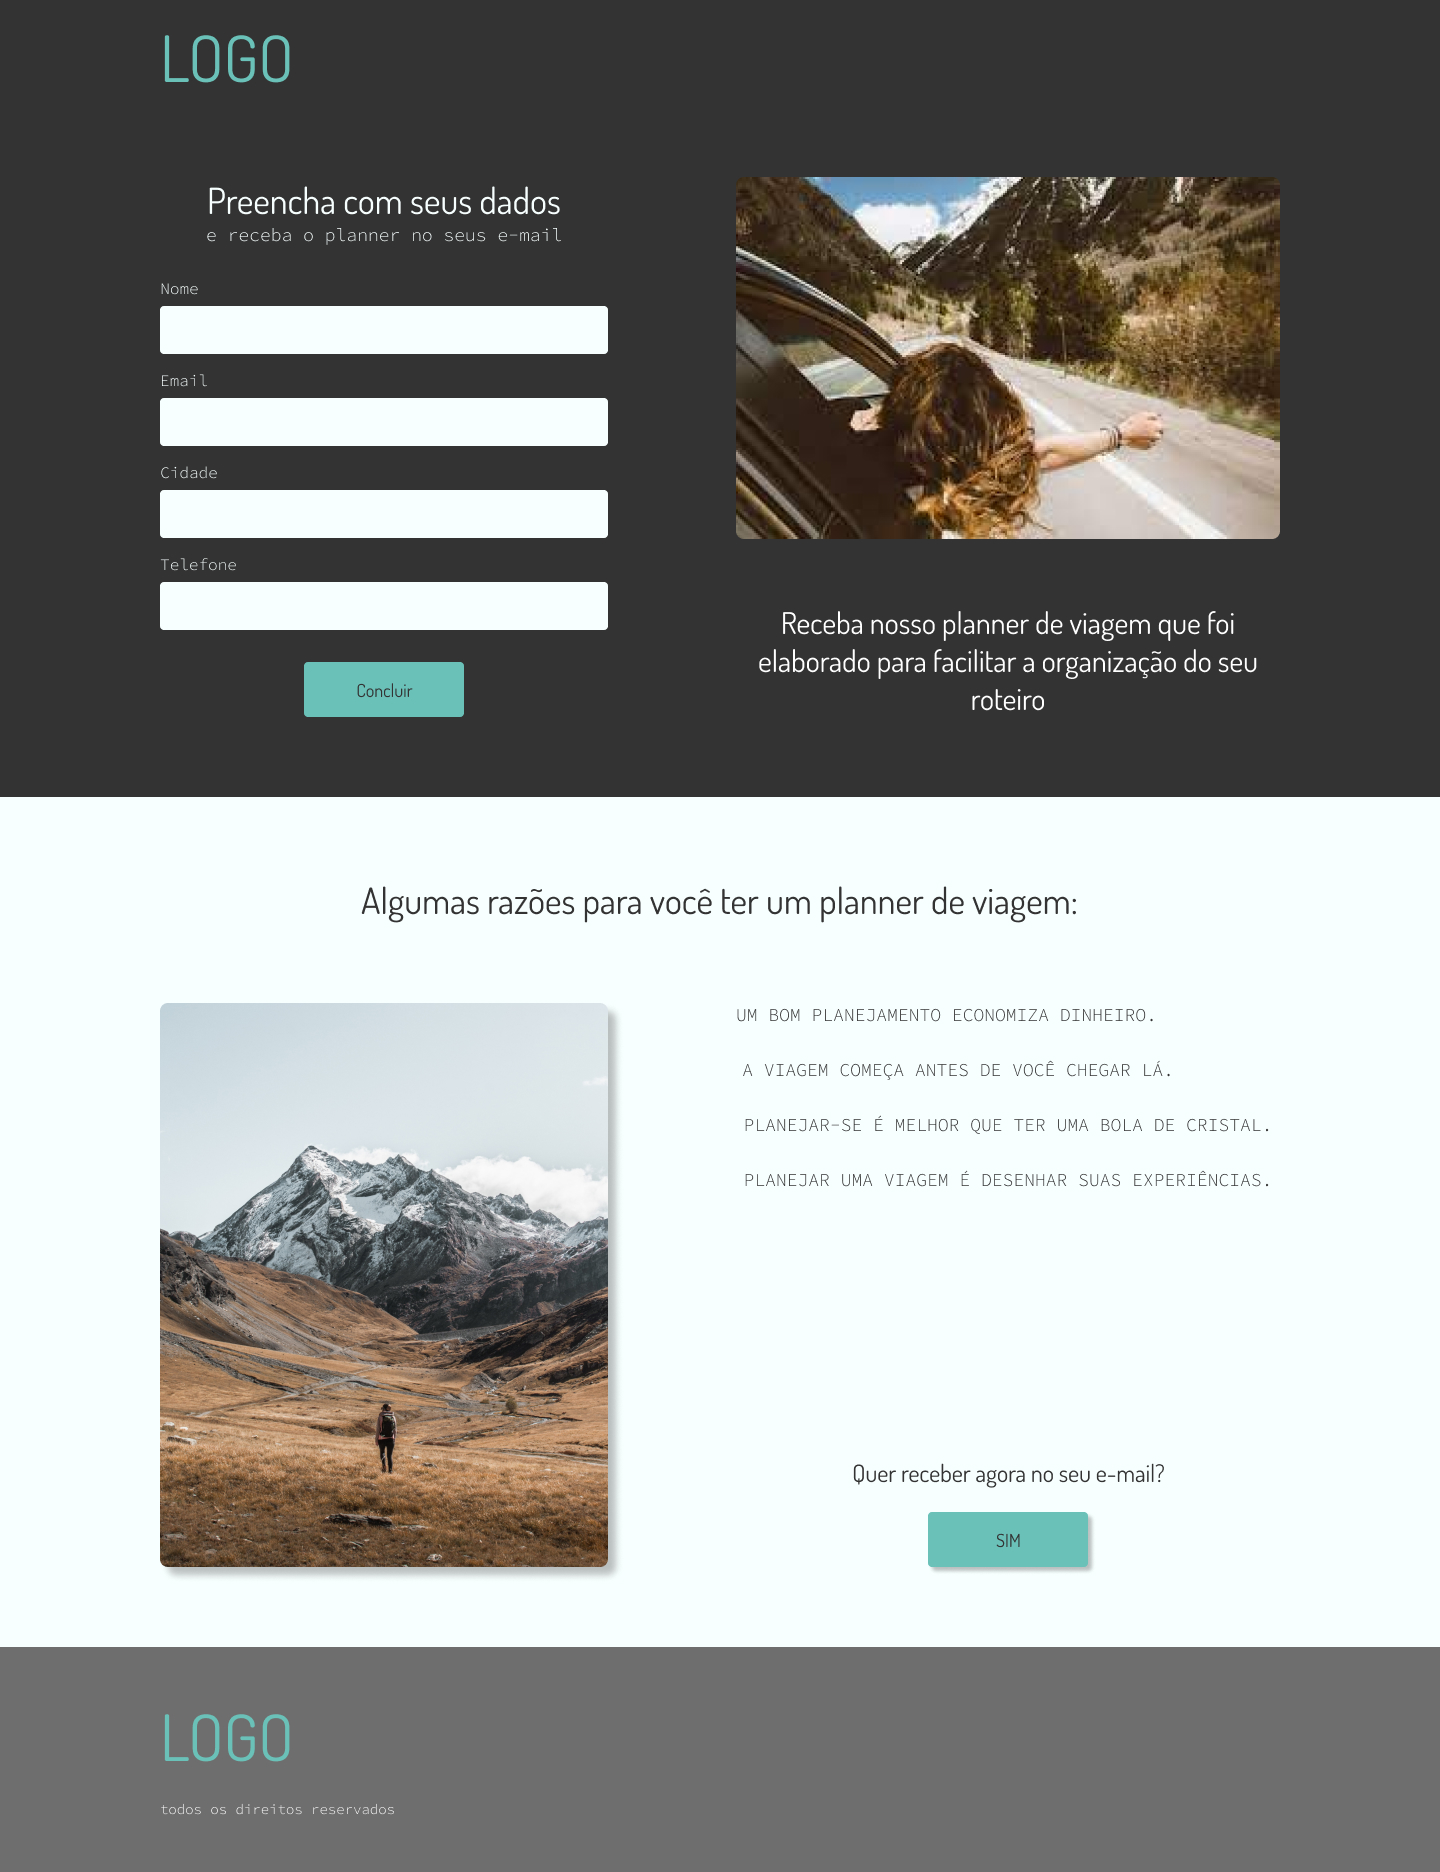 LOGO
Preencha com seus dados
e receba o planner no seus e-mail
Nome
Email
Cidade
Telefone
Concluir
Receba nosso planner de viagem que foi
elaborado para facilitar a organização do seu
roteiro
Algumas razões para você ter um planner de viagem:
UM BOM PLANEJAMENTO ECONOMIZA DINHEIRO.
A VIAGEM COMEÇA ANTES DE VOCÊ CHEGAR LÁ.
PLANEJAR-SE É MELHOR QUE TER UMA BOLA DE CRISTAL.
PLANEJAR UMA VIAGEM É DESENHAR SUAS EXPERIÊNCIAS.
Quer receber agora no seu e-mail?
SIM
LOGO
todos os direitos reservados